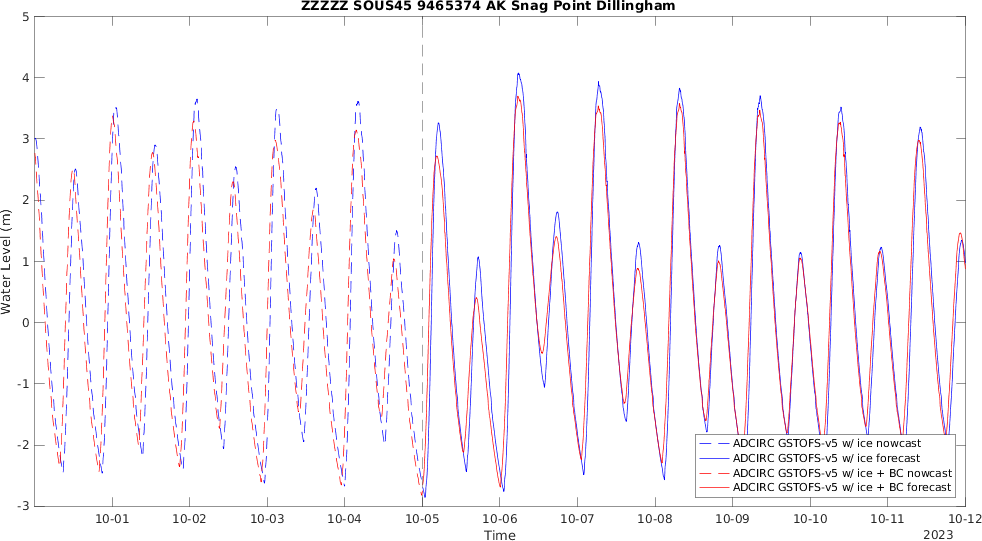 ZZZZZ SOUS45 9465374 AK Snag Point Dillingham
5
4
3
2
1
0
-1
-2
-3
Water Level (m)
ADCIRC GSTOFS-v5 w/ ice nowcast
ADCIRC GSTOFS-v5 w/ ice forecast
ADCIRC GSTOFS-v5 w/ ice + BC nowcast
ADCIRC GSTOFS-v5 w/ ice + BC forecast
10-01 10-02 10-03 10-04 10-05 10-06 10-07 10-08 10-09 10-10 10-11 10-12
Time
2023